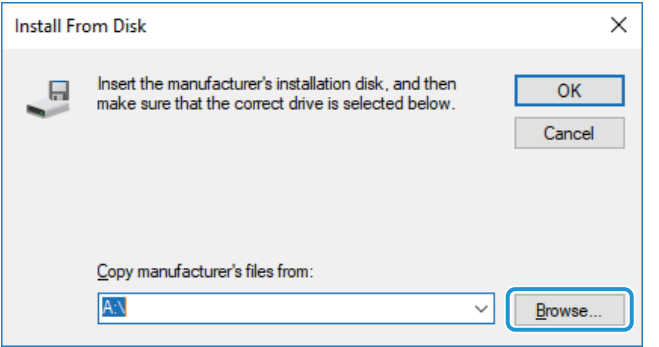 Install From Disk
Insert the manufacturer's installation disk, and then
make sure that the correct drive is selected below.
OK
Cancel
Copy manufacturer's files from:
A:\
Browse...